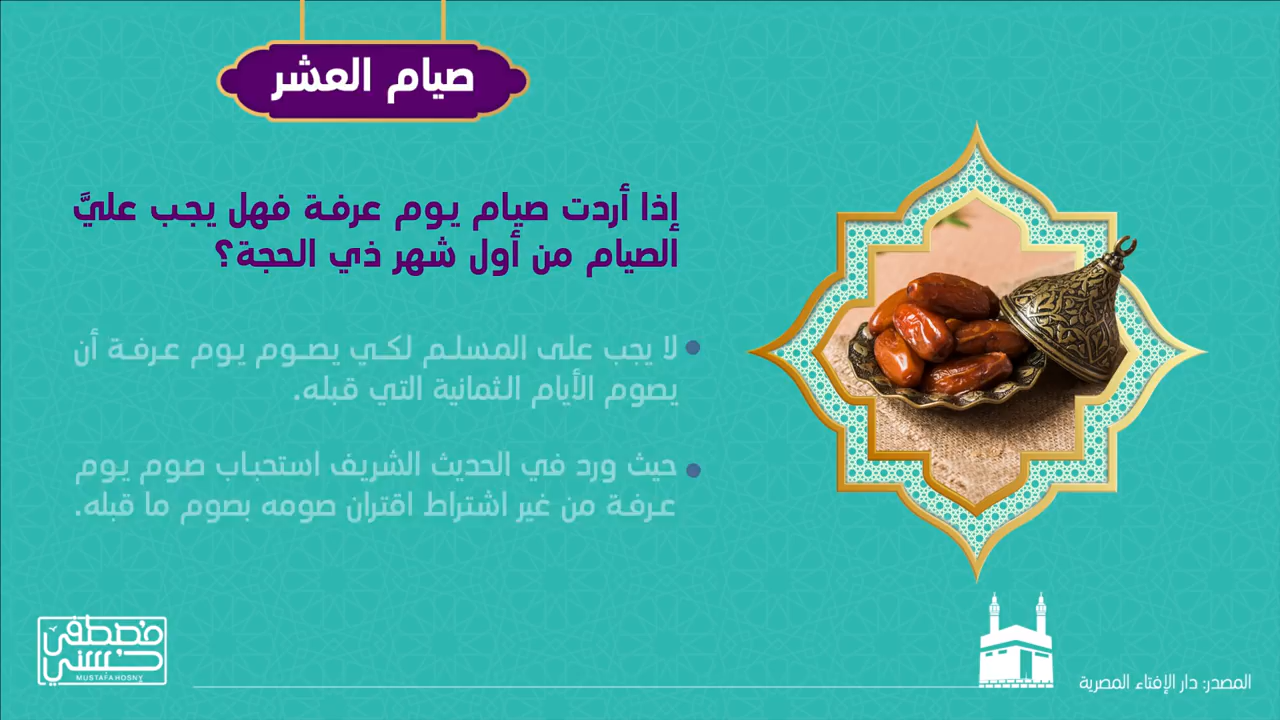 صيام العشر
إذا أردت صيام يوم عرفة فهل يجب عليَّ
الصيام من أول شهر ذي الحجة؟
لا يجب على المسلم لكي يصوم يوم عرفة أن
يصوم الأيام الثمانية التي قبله.
حيث ورد في الحديث الشريف استحباب صوم يوم
عرفة من غير اشتراط اقتران صومه بصوم ما قبله.
المصدر: دار الإفتاء المصرية
مصطفى
حسني
MUSTAFA HOSNY